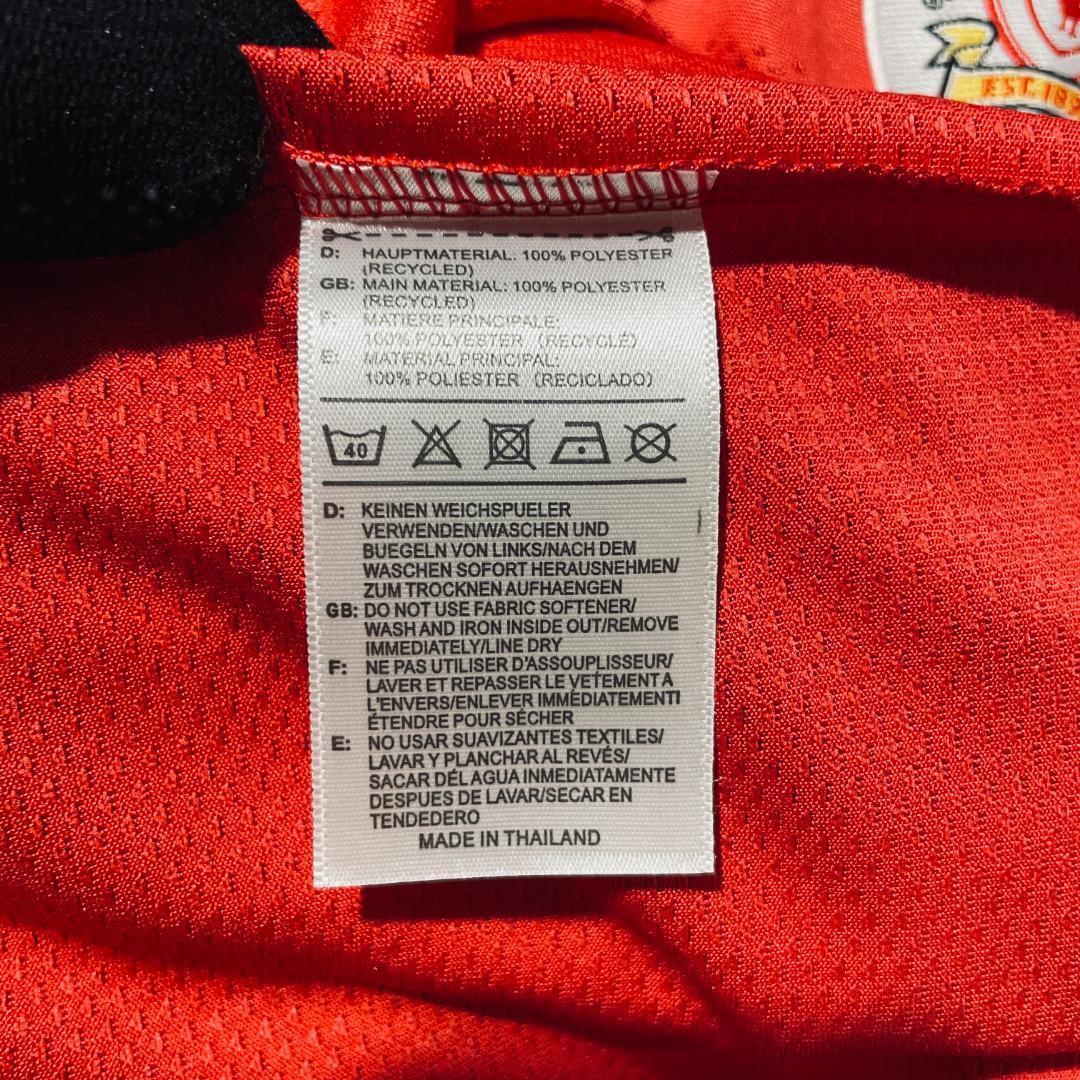 EST. 18
D: HAUPTMATERIAL: 100% POLYESTER
(RECYCLED)
GB: MAIN MATERIAL: 100% POLYESTER
(RECYCLED)
F: MATIERE PRINCIPALE:
100% POLYESTER (RECYCLÉ)
E: MATERIAL PRINCIPAL:
100% POLIESTER (RECICLADO)
40
D: KEINEN WEICHSPUELER
VERWENDEN/WASCHEN UND
BUEGELN VON LINKS/NACH DEM
WASCHEN SOFORT HERAUSNEHMEN/
ZUM TROCKNEN AUFHAENGEN
GB: DO NOT USE FABRIC SOFTENER/
WASH AND IRON INSIDE OUT/REMOVE
IMMEDIATELY/LINE DRY
F: NE PAS UTILISER D'ASSOUPLISSEUR/
LAVER ET REPASSER LE VETEMENT A
L'ENVERS/ENLEVER IMMÉDIATEMENTI
ÉTENDRE POUR SÉCHER
E: NO USAR SUAVIZANTES TEXTILES/
LAVAR Y PLANCHAR AL REVÉS/
SACAR DÉL AGUA INMEDIATAMENTE
DESPUES DE LAVAR/SECAR EN
TENDEDERO
MADE IN THAILAND